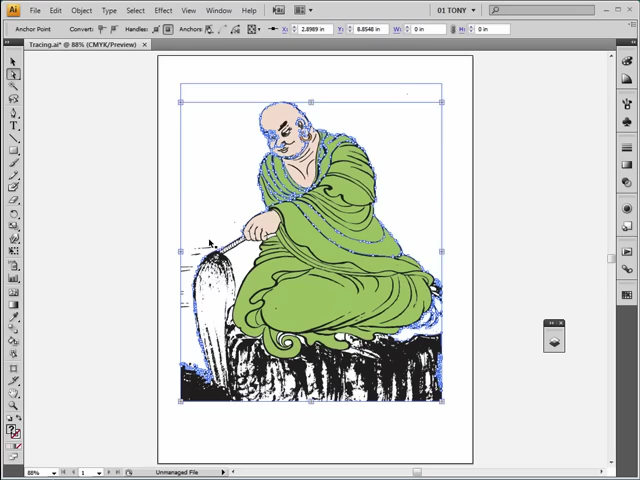 Ai File Edit Object Type Select Effect View Window Help Br 01 TONY
Anchor Point Convert: Handles: Anchors: X: 2.8989 in Y: 8.8548 in W: 0 in H: 0 in
Tracing.ai* @ 88% (CMYK/Preview) ×
T
88% 1 Unmanaged File